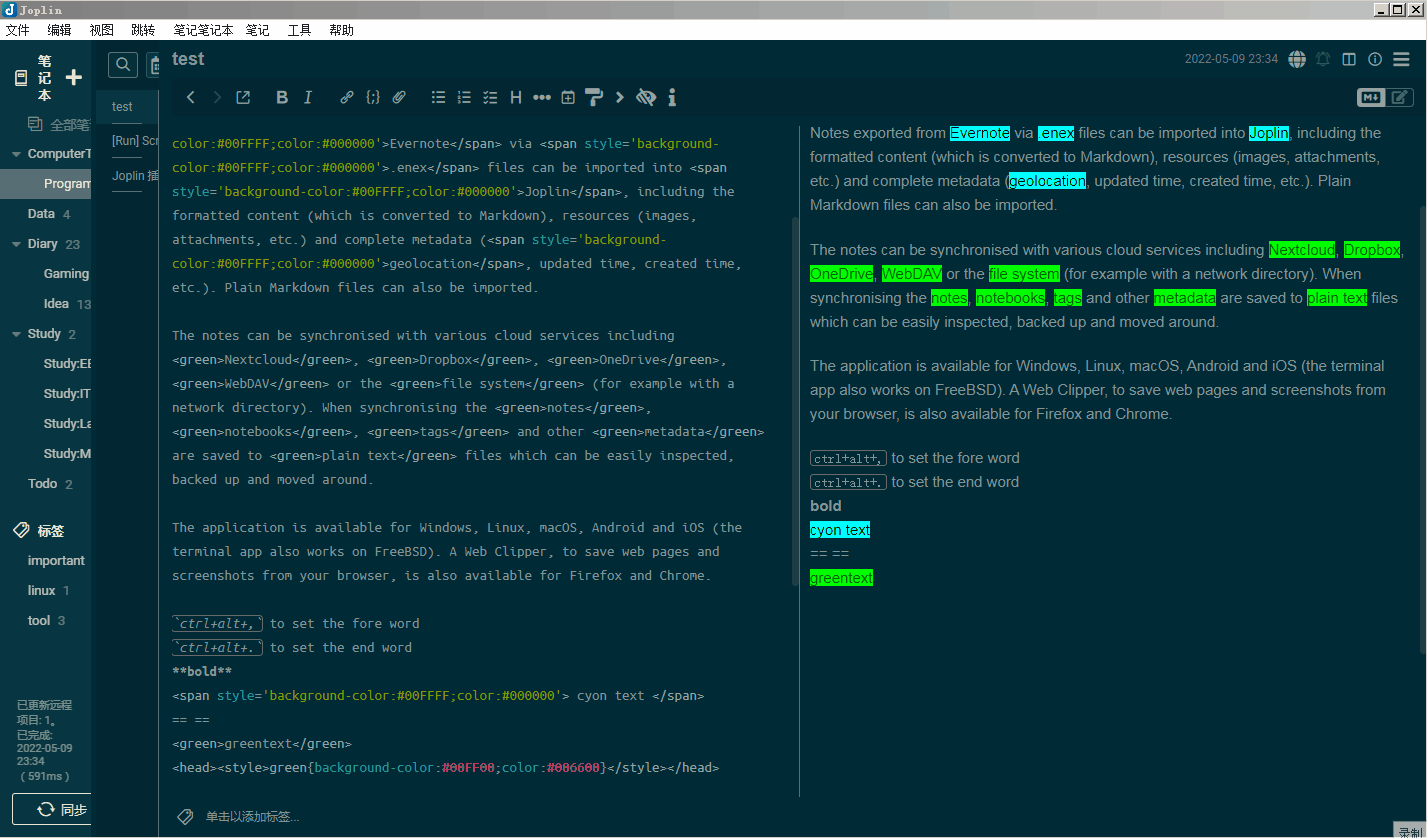 Joplin
文件 编辑 视图 跳转 笔记笔记本 笔记 工具 帮助
笔记本
全部笔
ComputerT
Program
Data 4
Diary 23
Gaming
Idea 13
Study 2
Study:EE
Study:IT
Study:La
Study:M
Todo 2
标签
important
linux 1
tool 3
已更新远程
项目: 1。
已完成:
2022-05-09
23:34
( 591ms )
同步
test
[Run] Scr
Joplin 插
test
2022-05-09 23:34
color:#00FFFF;color:#000000'>Evernote</span> via <span style='background-
color:#00FFFF;color:#000000'>.enex</span> files can be imported into <span
style='background-color:#00FFFF;color:#000000'>Joplin</span>, including the
formatted content (which is converted to Markdown), resources (images,
attachments, etc.) and complete metadata (<span style='background-
color:#00FFFF;color:#000000'>geolocation</span>, updated time, created time,
etc.). Plain Markdown files can also be imported.
The notes can be synchronised with various cloud services including
<green>Nextcloud</green>, <green>Dropbox</green>, <green>OneDrive</green>,
<green>WebDAV</green> or the <green>file system</green> (for example with a
network directory). When synchronising the <green>notes</green>,
<green>notebooks</green>, <green>tags</green> and other <green>metadata</green>
are saved to <green>plain text</green> files which can be easily inspected,
backed up and moved around.
The application is available for Windows, Linux, macOS, Android and iOS (the
terminal app also works on FreeBSD). A Web Clipper, to save web pages and
screenshots from your browser, is also available for Firefox and Chrome.
`ctrl+alt+,` to set the fore word
`ctrl+alt+.` to set the end word
**bold**
<span style='background-color:#00FFFF;color:#000000'> cyon text </span>
== ==
<green>greentext</green>
<head><style>green{background-color:#00FF00;color:#006600}</style></head>
单击以添加标签...
Notes exported from Evernote via .enex files can be imported into Joplin, including the
formatted content (which is converted to Markdown), resources (images, attachments,
etc.) and complete metadata (geolocation, updated time, created time, etc.). Plain
Markdown files can also be imported.
The notes can be synchronised with various cloud services including Nextcloud, Dropbox,
OneDrive, WebDAV or the file system (for example with a network directory). When
synchronising the notes, notebooks, tags and other metadata are saved to plain text files
which can be easily inspected, backed up and moved around.
The application is available for Windows, Linux, macOS, Android and iOS (the terminal
app also works on FreeBSD). A Web Clipper, to save web pages and screenshots from
your browser, is also available for Firefox and Chrome.
ctrl+alt+, to set the fore word
ctrl+alt+. to set the end word
bold
cyon text
== ==
greentext
录制